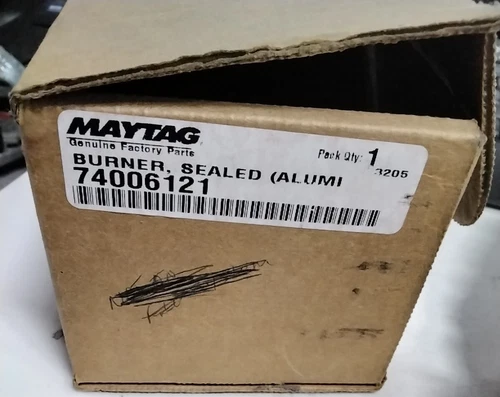 MAYTAG
Genuine Factory Parts
Pack Qty: 1
BURNER, SEALED (ALUMI
3205
74006121